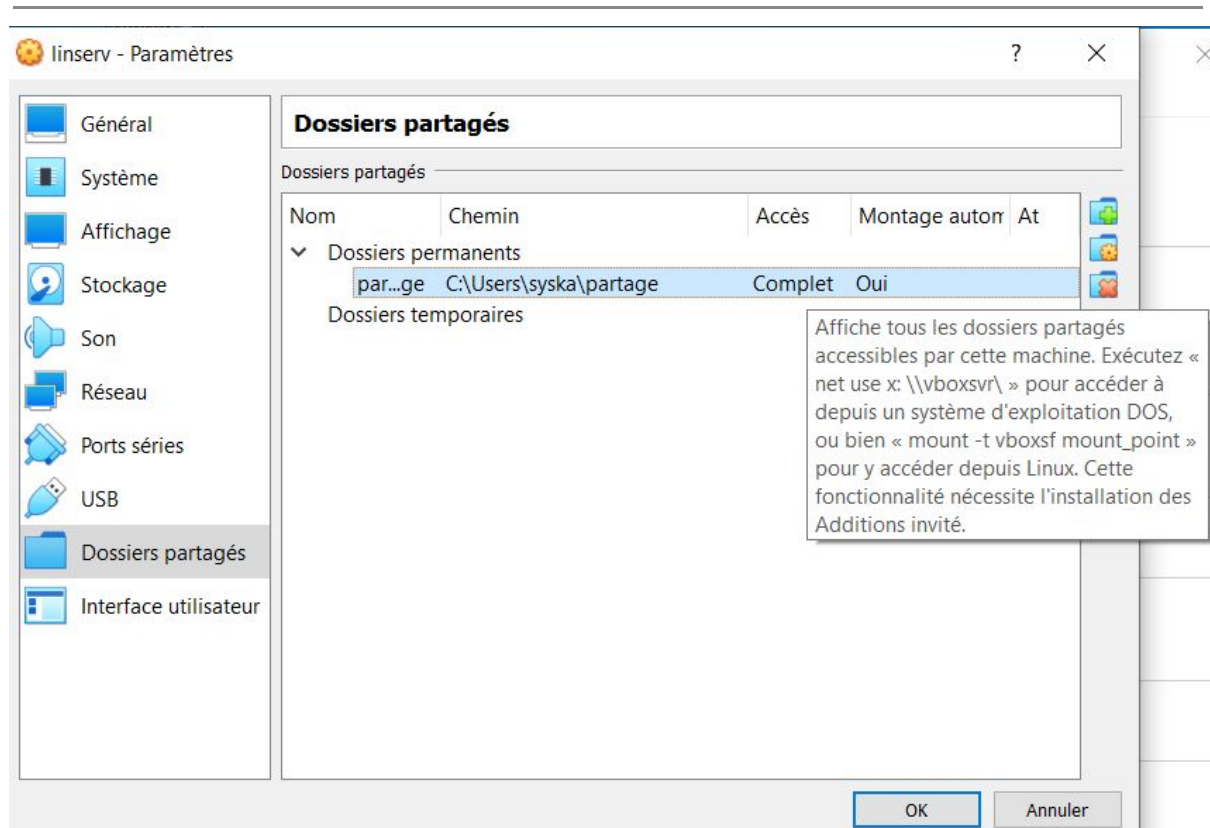 linserv - Paramètres
?
Général
Système
Affichage
Stockage
Son
Réseau
Ports séries
USB
Dossiers partagés
Interface utilisateur
Dossiers partagés
Dossiers partagés
Nom Chemin Accès Montage autom At
Dossiers permanents
par...ge C:\Users\syska\partage Complet Oui
Dossiers temporaires
Affiche tous les dossiers partagés
accessibles par cette machine. Exécutez «
net use x: \\vboxsvr\ » pour accéder à
depuis un système d'exploitation DOS,
ou bien « mount -t vboxsf mount_point »
pour y accéder depuis Linux. Cette
fonctionnalité nécessite l'installation des
Additions invité.
OK Annuler